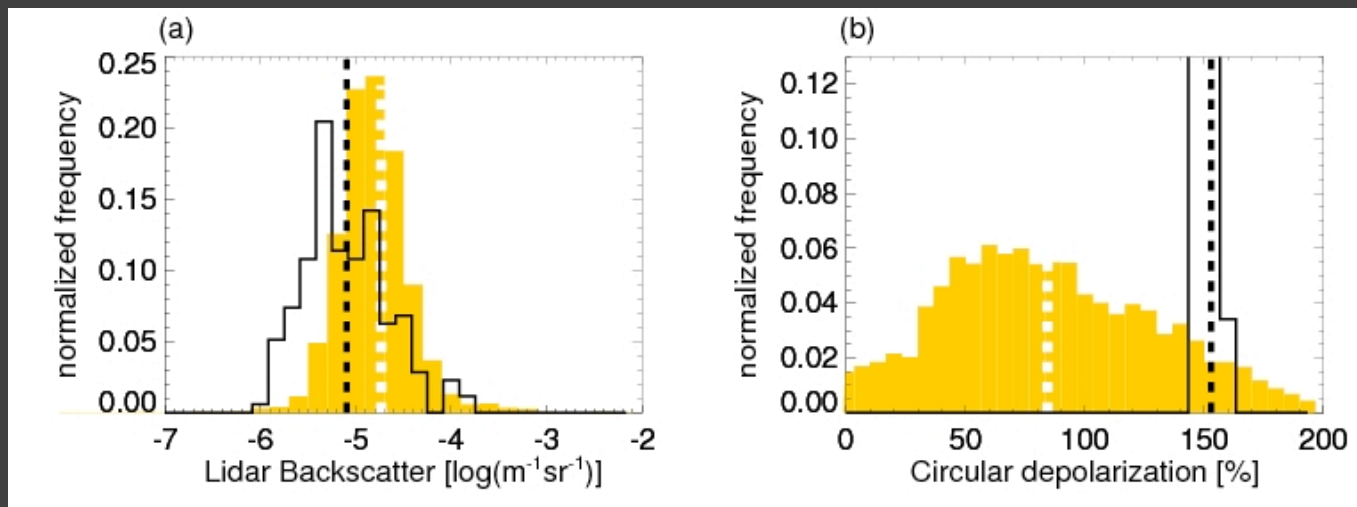 (a)
normalized frequency
0.25
0.20
0.15
0.10
0.05
0.00
-7 -6 -5 -4 -3 -2
Lidar Backscatter [log(m⁻¹sr⁻¹)]
(b)
normalized frequency
0.12
0.10
0.08
0.06
0.04
0.02
0.00
0 50 100 150 200
Circular depolarization [%]